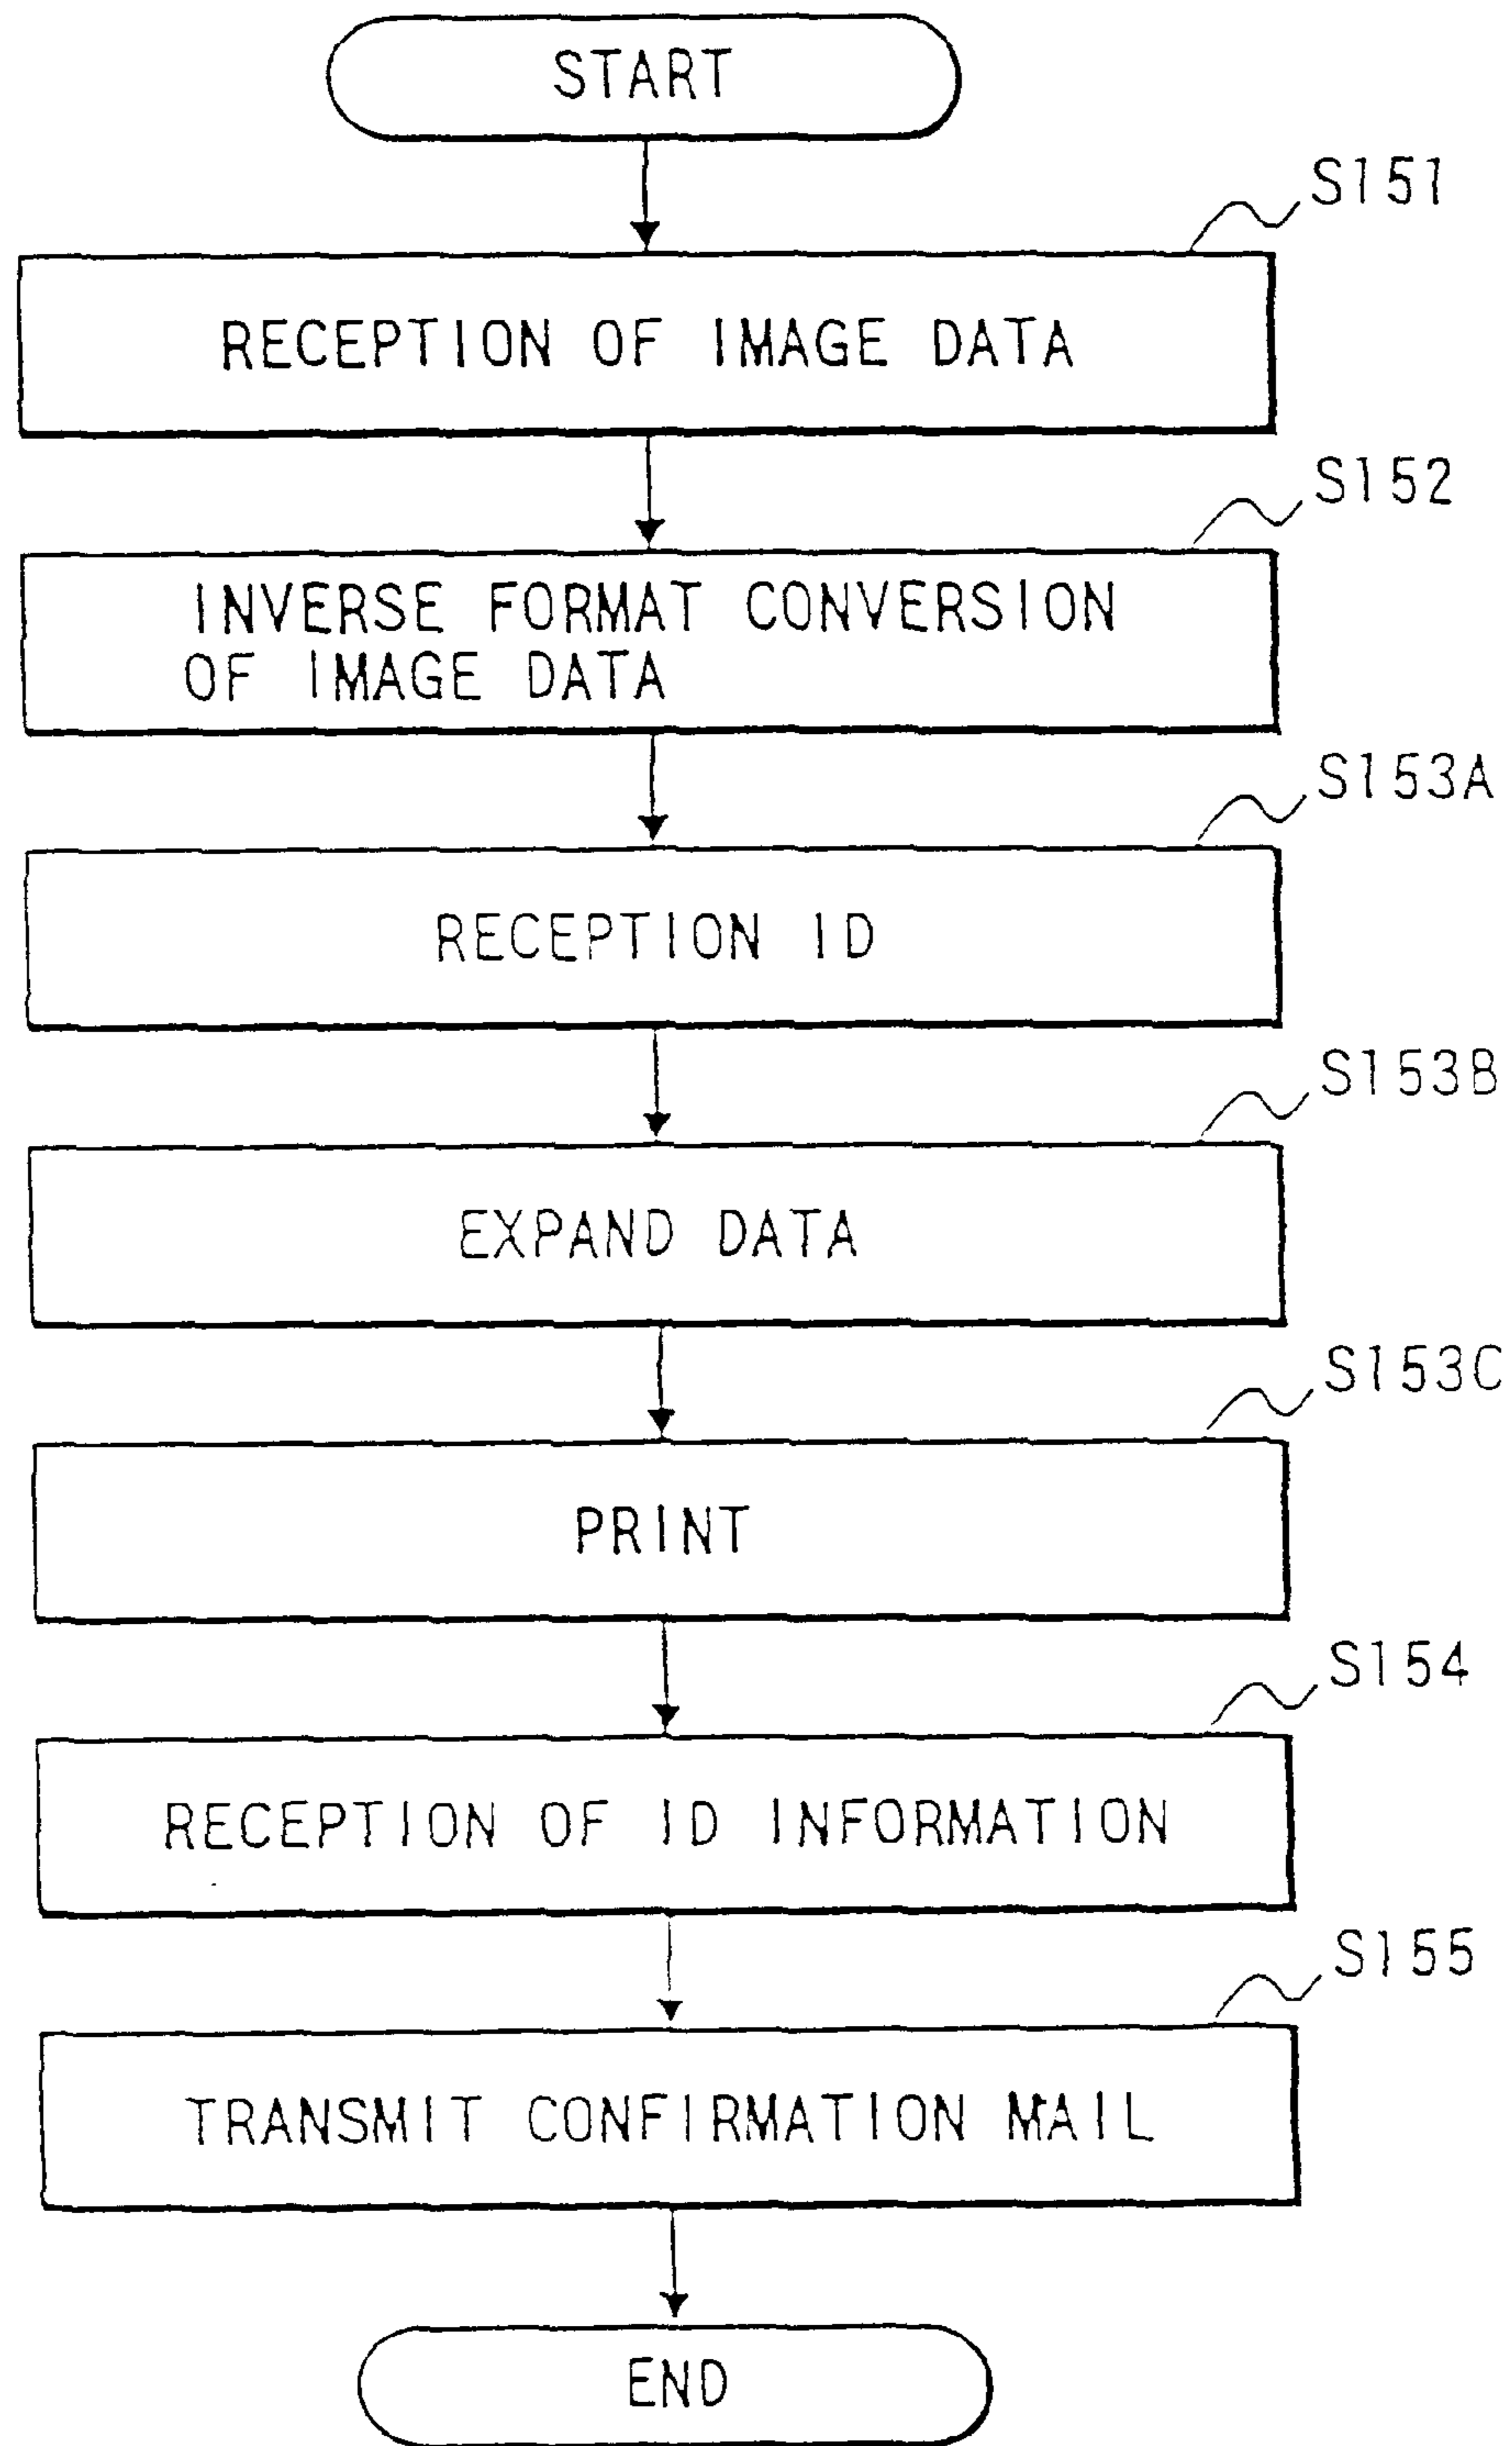 START
S151
RECEPTION OF IMAGE DATA
S152
INVERSE FORMAT CONVERSION
OF IMAGE DATA
S153A
RECEPTION ID
S153B
EXPAND DATA
S153C
PRINT
S154
RECEPTION OF ID INFORMATION
S155
TRANSMIT CONFIRMATION MAIL
END